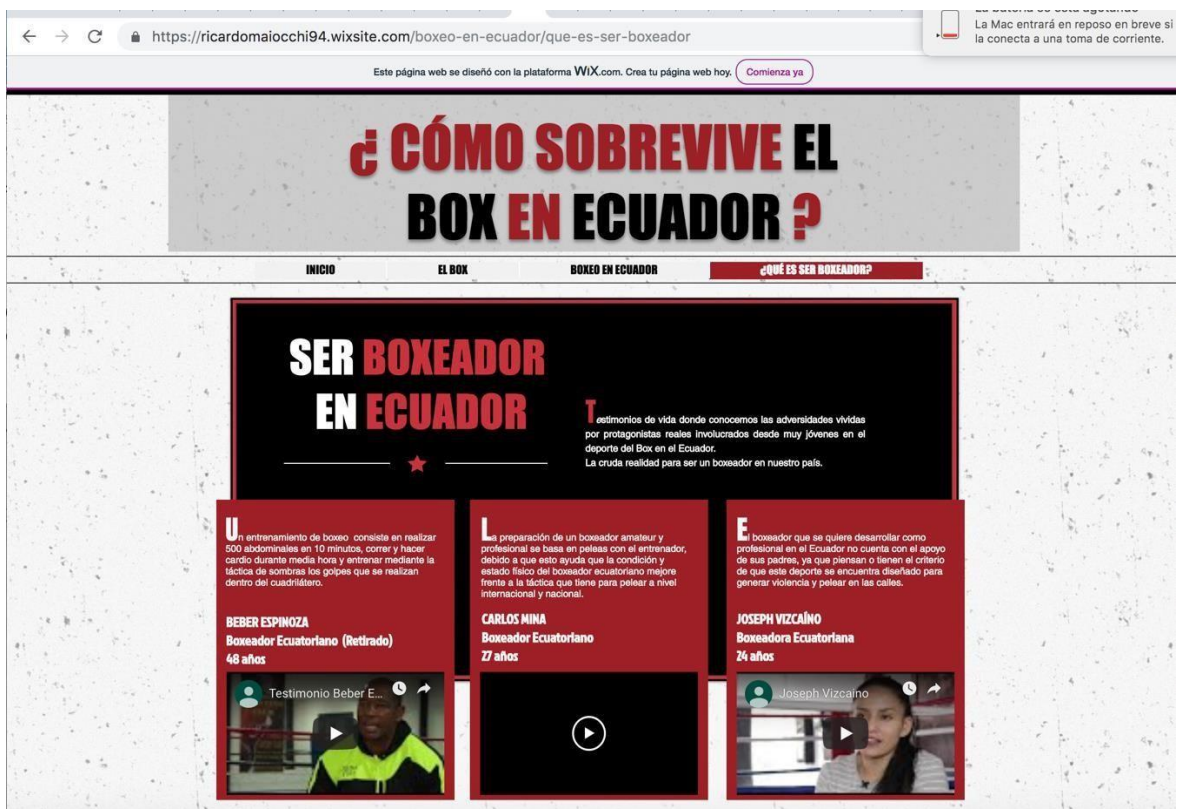 La batería se está agotando
La Mac entrará en reposo en breve si
la conecta a una toma de corriente.
https://ricardomaiocchi94.wixsite.com/boxeo-en-ecuador/que-es-ser-boxeador
Este página web se diseñó con la plataforma WiX.com. Crea tu página web hoy. Comienza ya
¿ CÓMO SOBREVIVE EL
BOX EN ECUADOR ?
INICIO EL BOX BOXEO EN ECUADOR ¿QUÉ ES SER BOXEADOR?
SER BOXEADOR
EN ECUADOR
Testimonios de vida donde conocemos las adversidades vividas
por protagonistas reales involucrados desde muy jóvenes en el
deporte del Box en el Ecuador.
La cruda realidad para ser un boxeador en nuestro país.
Un entrenamiento de boxeo consiste en realizar
500 abdominales en 10 minutos, correr y hacer
cardio durante media hora y entrenar mediante la
táctica de sombras los golpes que se realizan
dentro del cuadrilátero.
BEBER ESPINOZA
Boxeador Ecuatoriano (Retirado)
48 años
Testimonio Beber E...
La preparación de un boxeador amateur y
profesional se basa en peleas con el entrenador,
debido a que esto ayuda que la condición y
estado físico del boxeador ecuatoriano mejore
frente a la táctica que tiene para pelear a nivel
internacional y nacional.
CARLOS MINA
Boxeador Ecuatoriano
27 años
El boxeador que se quiere desarrollar como
profesional en el Ecuador no cuenta con el apoyo
de sus padres, ya que piensan o tienen el criterio
de que este deporte se encuentra diseñado para
generar violencia y pelear en las calles.
JOSEPH VIZCAÍNO
Boxeadora Ecuatoriana
24 años
Joseph Vizcaino